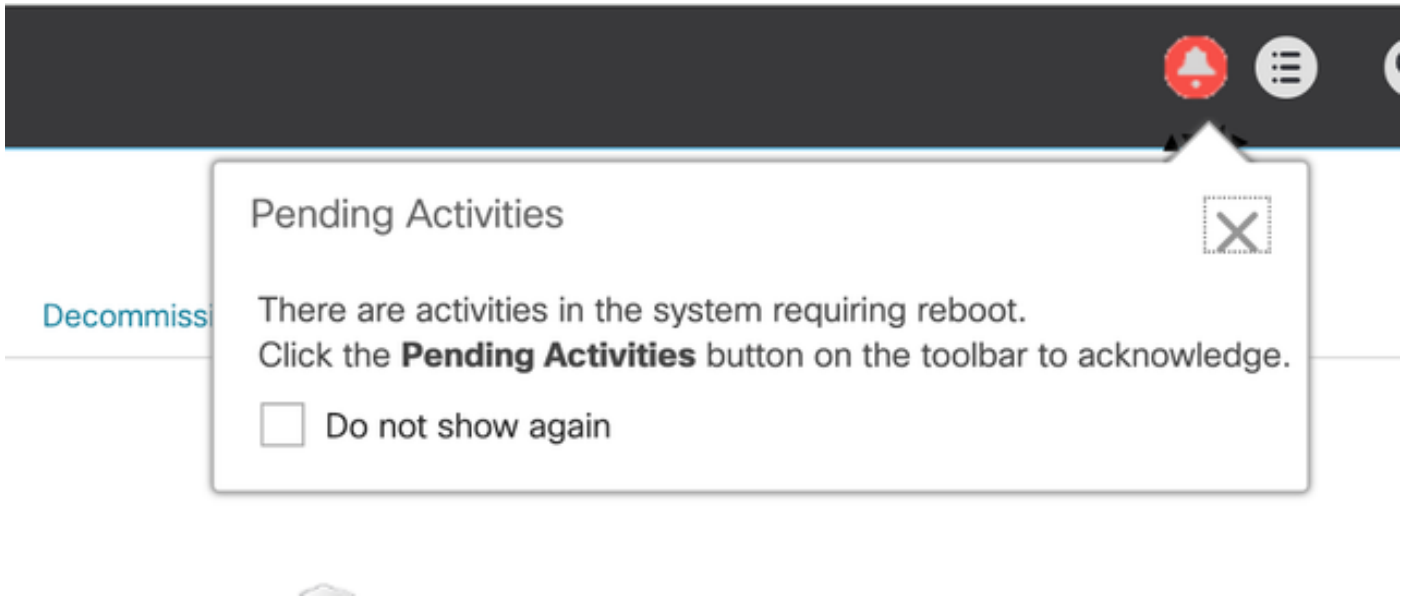 Pending Activities
Decommissi
There are activities in the system requiring reboot.
Click the Pending Activities button on the toolbar to acknowledge.
Do not show again